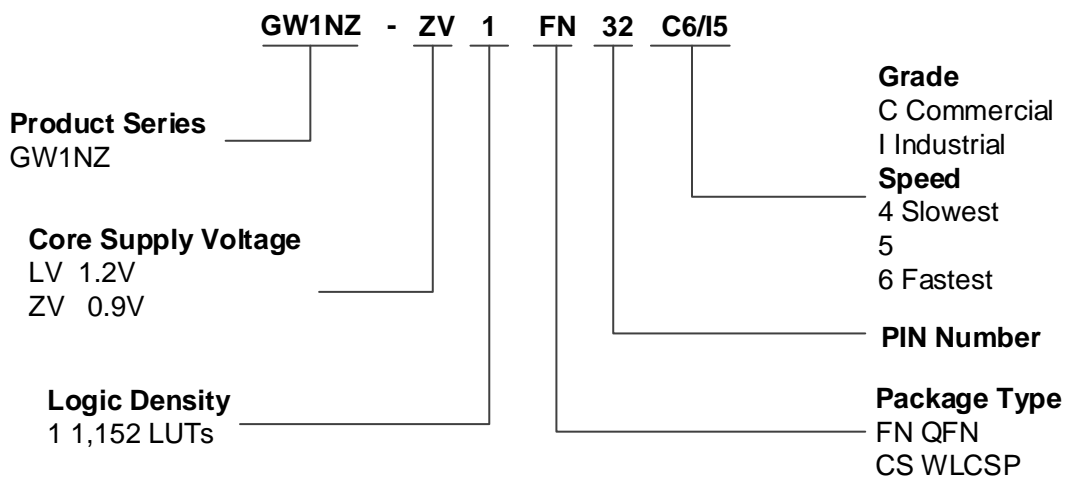 GW1NZ - ZV 1 FN 32 C6/I5
Product Series
GW1NZ
Core Supply Voltage
LV 1.2V
ZV 0.9V
Logic Density
1 1,152 LUTs
Grade
C Commercial
I Industrial
Speed
4 Slowest
5
6 Fastest
PIN Number
Package Type
FN QFN
CS WLCSP